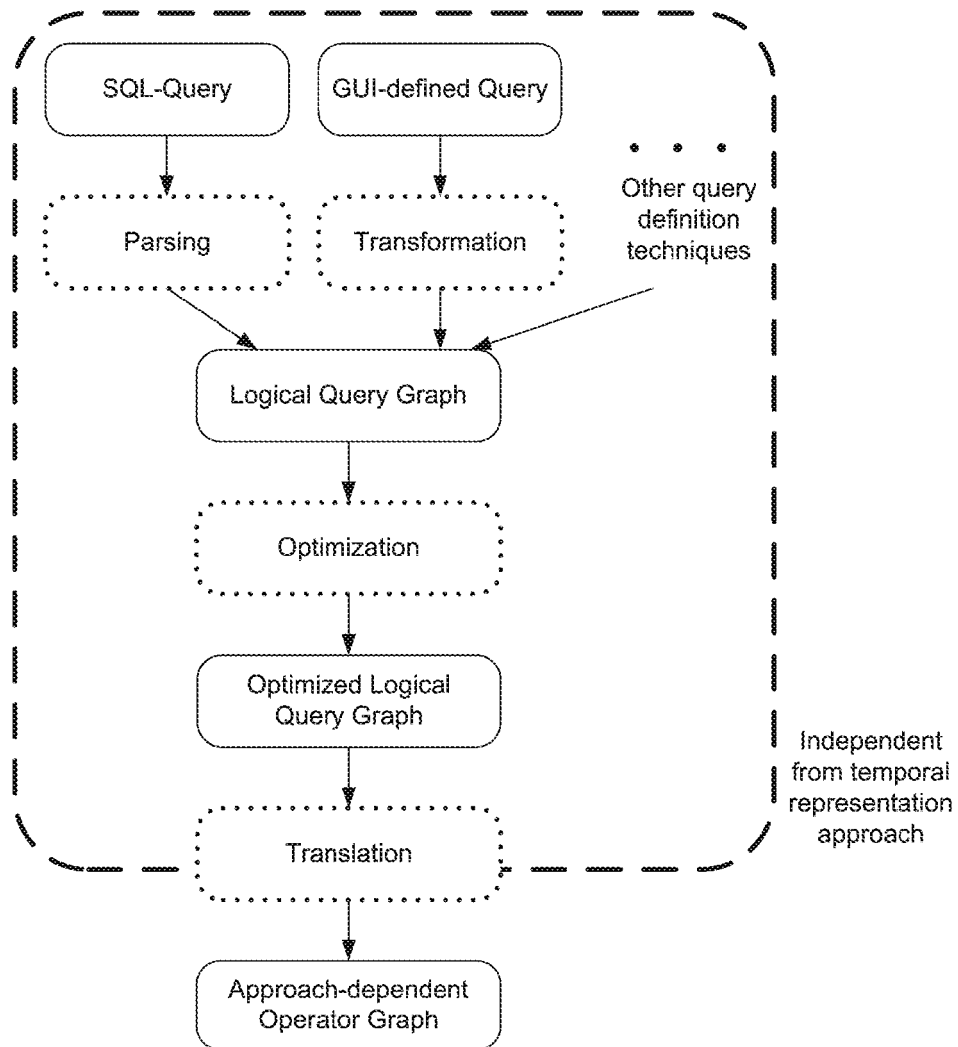 SQL-Query
GUI-defined Query
Parsing
Transformation
Other query
definition
techniques
Logical Query Graph
Optimization
Optimized Logical
Query Graph
Independent
from temporal
representation
approach
Translation
Approach-dependent
Operator Graph